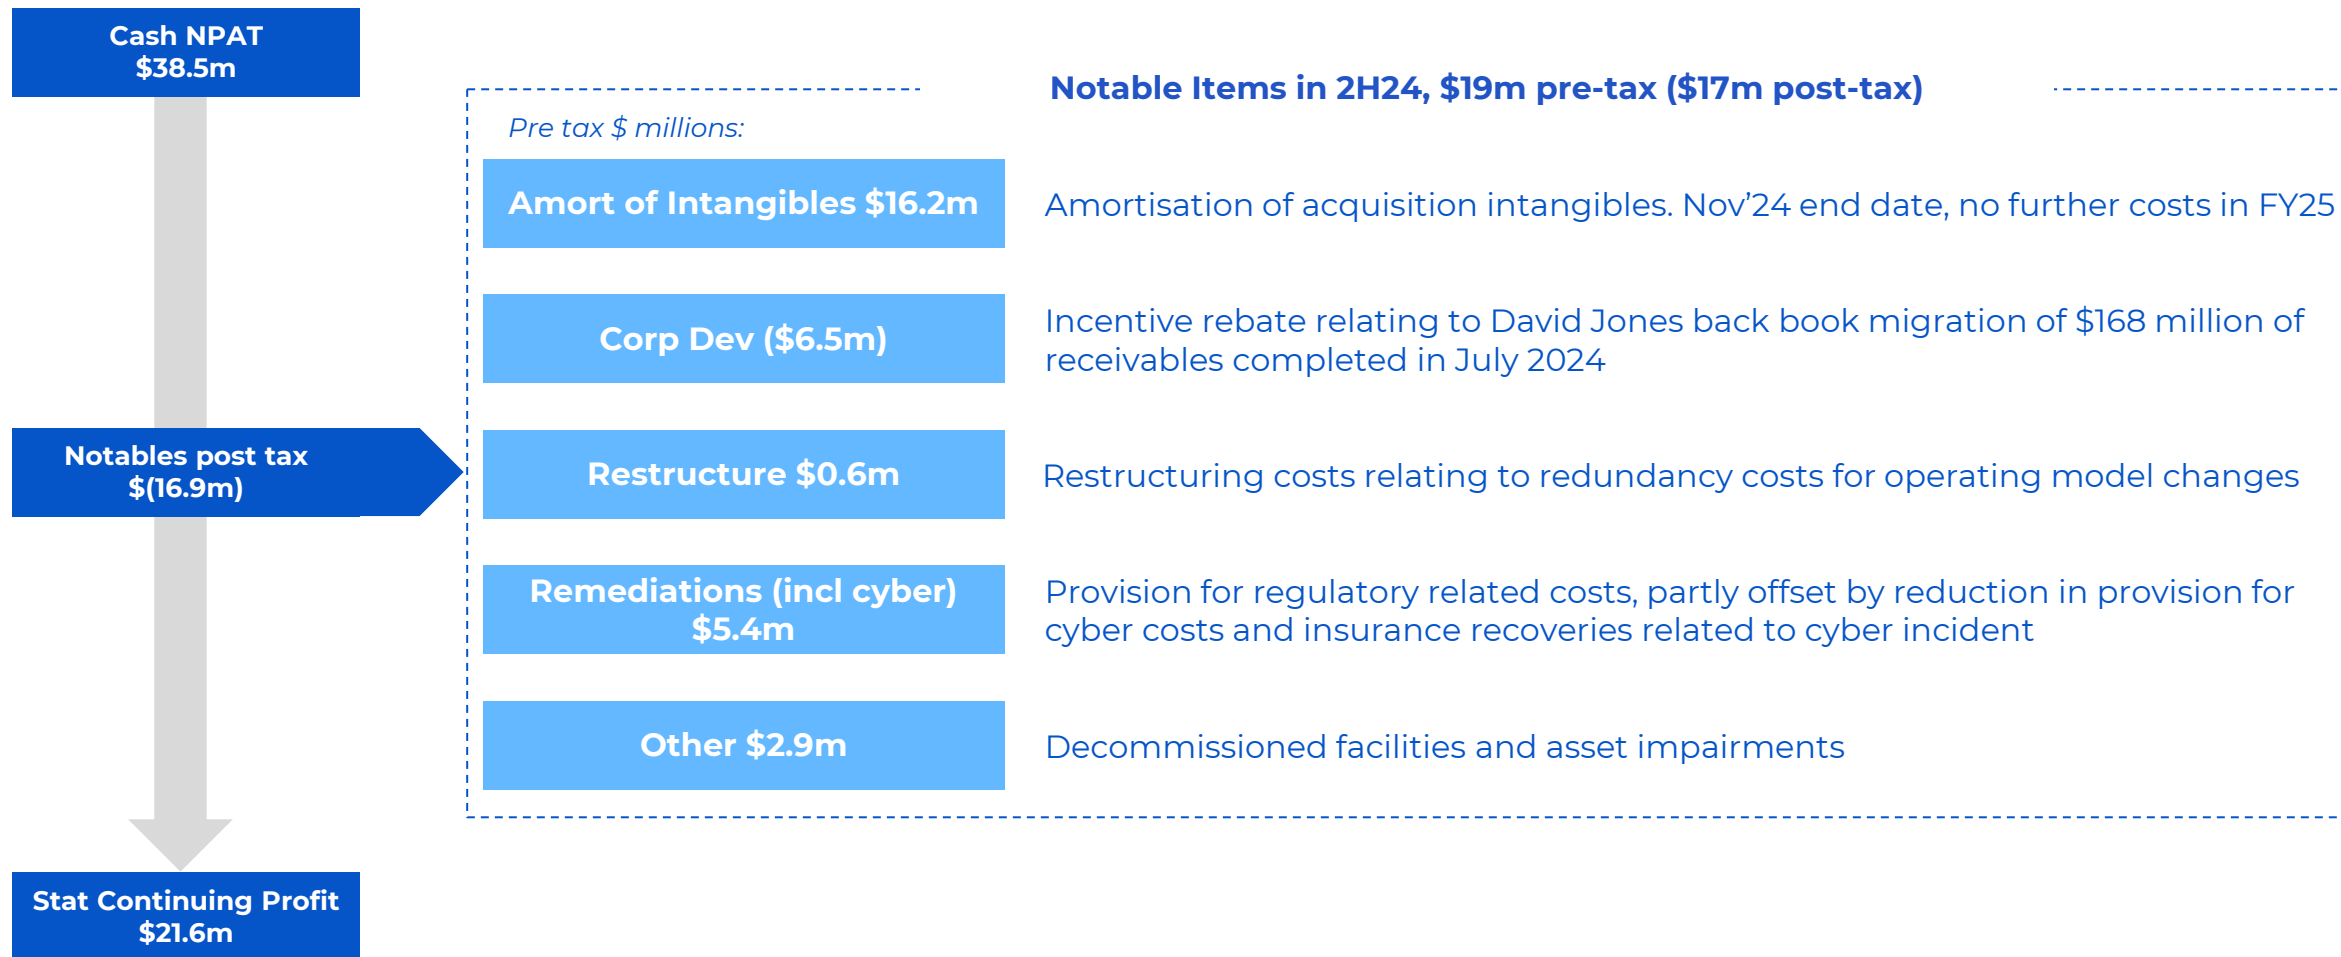 Cash NPAT
$38.5m
Notable Items in 2H24, $19m pre-tax ($17m post-tax)
Pre tax $ millions:
Amort of Intangibles $16.2m
Amortisation of acquisition intangibles. Nov’24 end date, no further costs in FY25
Corp Dev ($6.5m)
Incentive rebate relating to David Jones back book migration of $168 million of
receivables completed in July 2024
Notables post tax
$(16.9m)
Restructure $0.6m
Restructuring costs relating to redundancy costs for operating model changes
Remediations (incl cyber)
$5.4m
Provision for regulatory related costs, partly offset by reduction in provision for
cyber costs and insurance recoveries related to cyber incident
Other $2.9m
Decommissioned facilities and asset impairments
Stat Continuing Profit
$21.6m